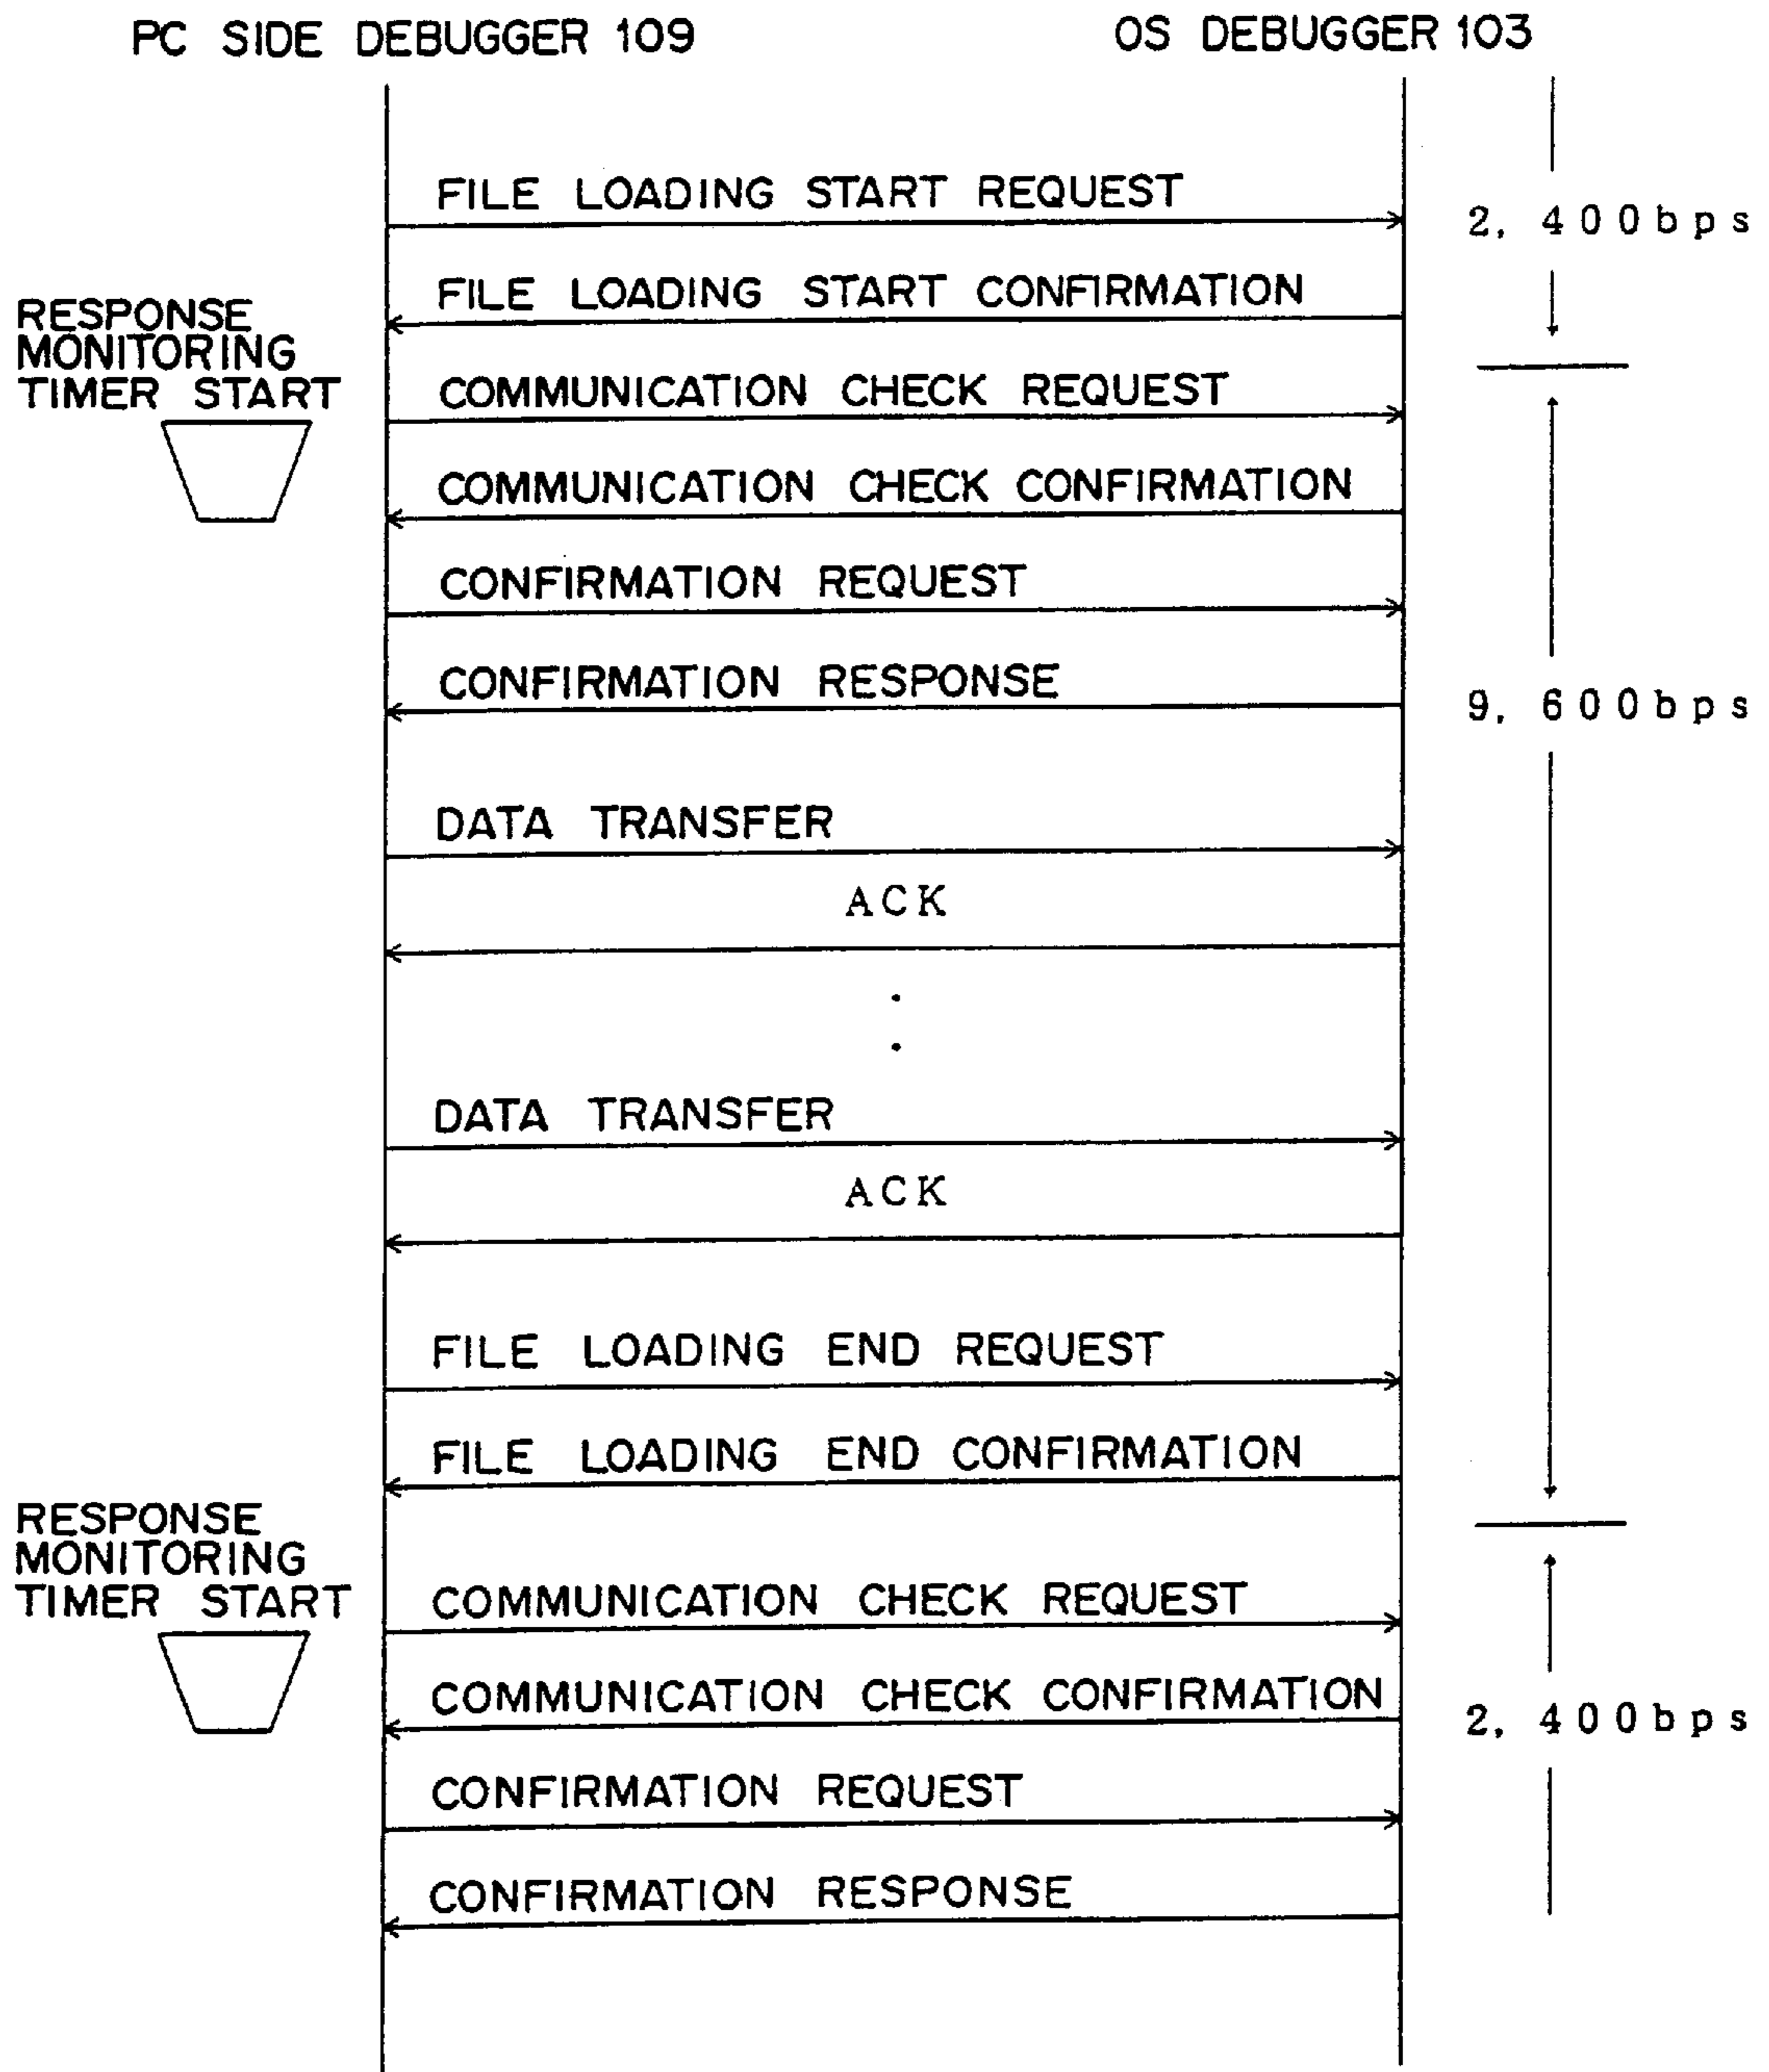 PC SIDE DEBUGGER 109
OS DEBUGGER 103
FILE LOADING START REQUEST
2, 400bps
FILE LOADING START CONFIRMATION
RESPONSE
MONITORING
TIMER START
COMMUNICATION CHECK REQUEST
COMMUNICATION CHECK CONFIRMATION
CONFIRMATION REQUEST
CONFIRMATION RESPONSE
9, 600bps
DATA TRANSFER
ACK
DATA TRANSFER
ACK
FILE LOADING END REQUEST
FILE LOADING END CONFIRMATION
RESPONSE
MONITORING
TIMER START
COMMUNICATION CHECK REQUEST
COMMUNICATION CHECK CONFIRMATION
2, 400bps
CONFIRMATION REQUEST
CONFIRMATION RESPONSE